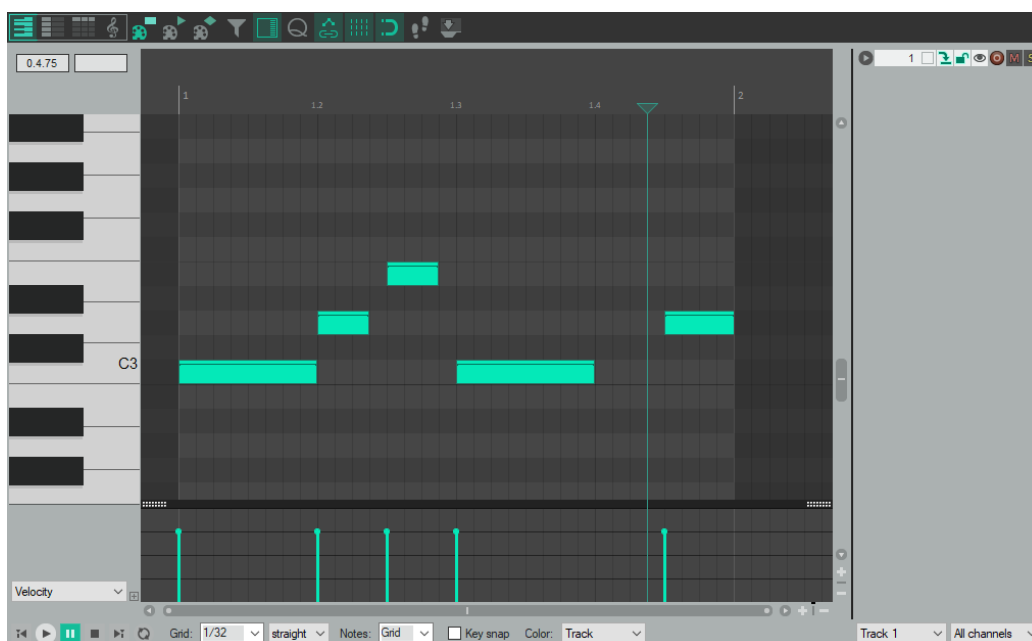 0.4.75
1
2
1.2
1.3
1.4
1
M
C3
Velocity
Grid: 1/32 straight Notes: Grid Key snap Color: Track
Track 1 All channels